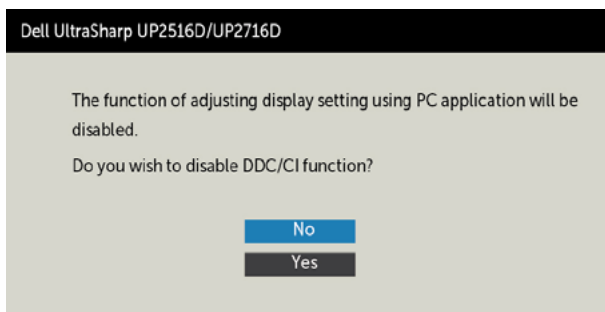 Dell UltraSharp UP2516D/UP2716D
The function of adjusting display setting using PC application will be
disabled.
Do you wish to disable DDC/CI function?
No
Yes